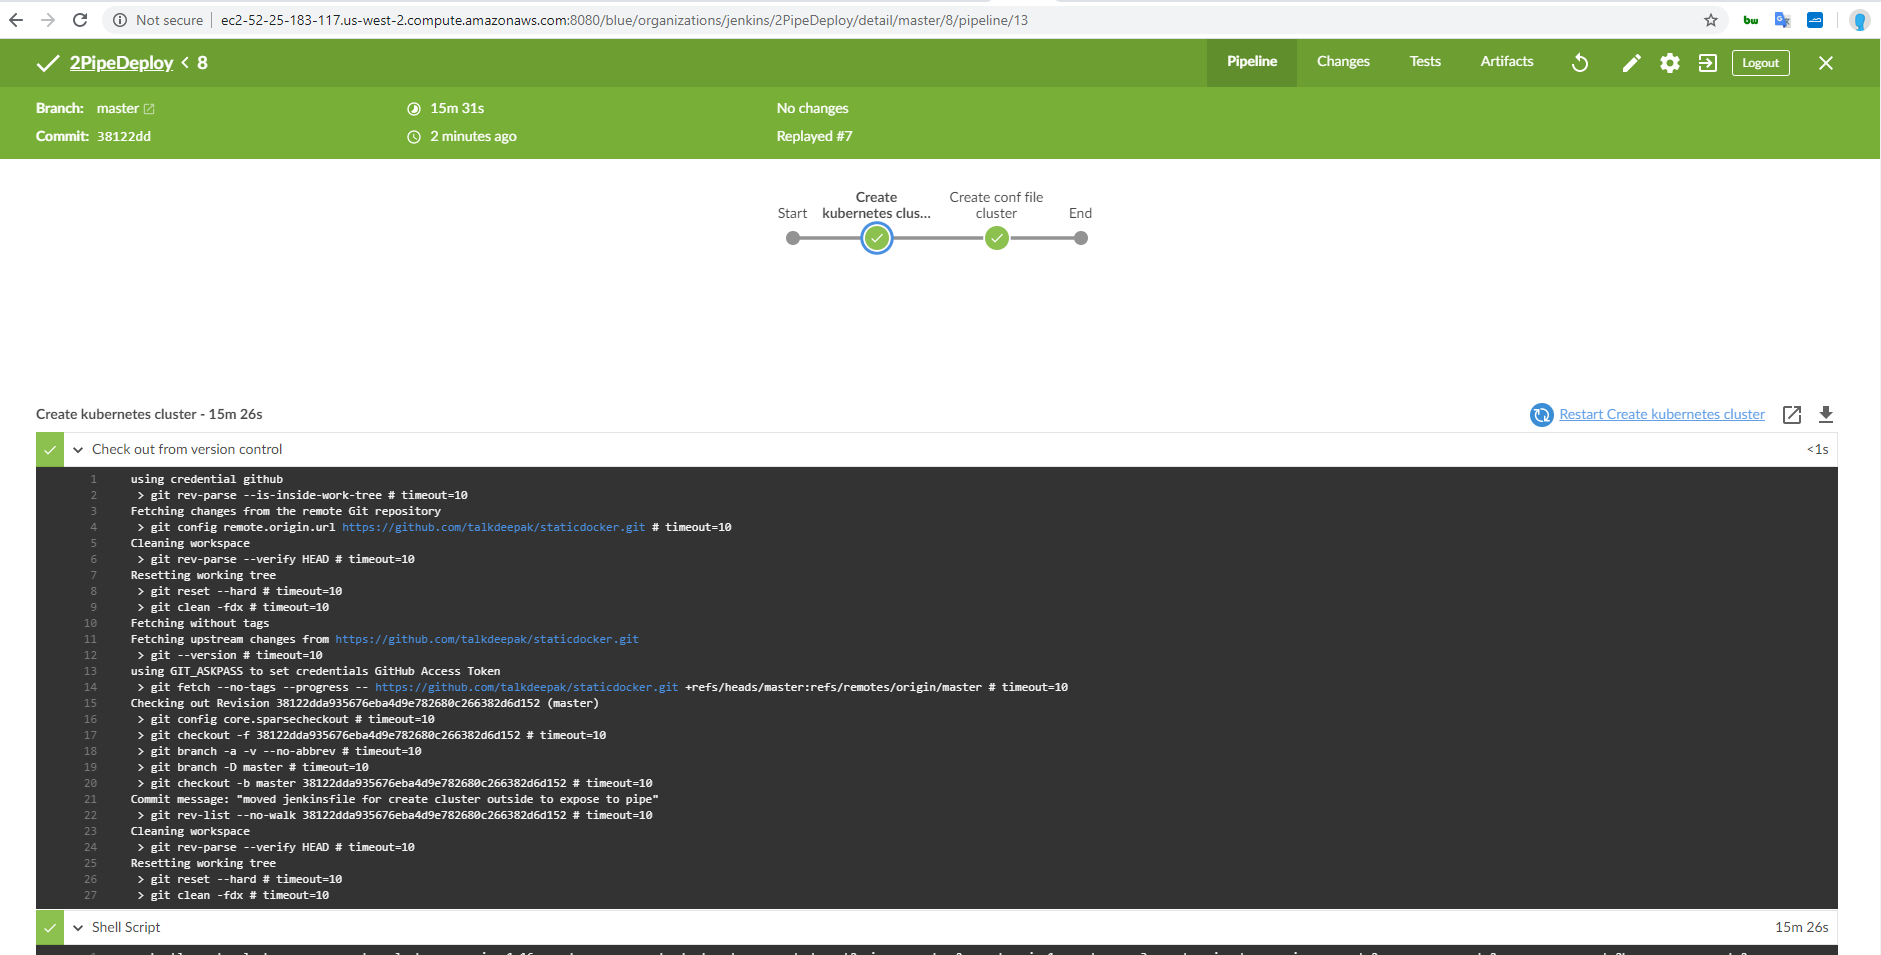 Not secure | ec2-52-25-183-117.us-west-2.compute.amazonaws.com:8080/blue/organizations/jenkins/2PipeDeploy/detail/master/8/pipeline/13
bw
2PipeDeploy < 8
Pipeline Changes Tests Artifacts Logout
Branch: master 15m 31s No changes
Commit: 38122dd 2 minutes ago Replayed #7
Create Create conf file
Start kubernetes clus... cluster End
Create kubernetes cluster - 15m 26s Restart Create kubernetes cluster
Check out from version control <1s
1 using credential github
2 > git rev-parse --is-inside-work-tree # timeout=10
3 Fetching changes from the remote Git repository
4 > git config remote.origin.url https://github.com/talkdeepak/staticdocker.git # timeout=10
5 Cleaning workspace
6 > git rev-parse --verify HEAD # timeout=10
7 Resetting working tree
8 > git reset --hard # timeout=10
9 > git clean -fdx # timeout=10
10 Fetching without tags
11 Fetching upstream changes from https://github.com/talkdeepak/staticdocker.git
12 > git --version # timeout=10
13 using GIT_ASKPASS to set credentials GitHub Access Token
14 > git fetch --no-tags --progress -- https://github.com/talkdeepak/staticdocker.git +refs/heads/master:refs/remotes/origin/master # timeout=10
15 Checking out Revision 38122dda935676eba4d9e782680c266382d6d152 (master)
16 > git config core.sparsecheckout # timeout=10
17 > git checkout -f 38122dda935676eba4d9e782680c266382d6d152 # timeout=10
18 > git branch -a -v --no-abbrev # timeout=10
19 > git branch -D master # timeout=10
20 > git checkout -b master 38122dda935676eba4d9e782680c266382d6d152 # timeout=10
21 Commit message: "moved jenkinsfile for create cluster outside to expose to pipe"
22 > git rev-list --no-walk 38122dda935676eba4d9e782680c266382d6d152 # timeout=10
23 Cleaning workspace
24 > git rev-parse --verify HEAD # timeout=10
25 Resetting working tree
26 > git reset --hard # timeout=10
27 > git clean -fdx # timeout=10
Shell Script 15m 26s